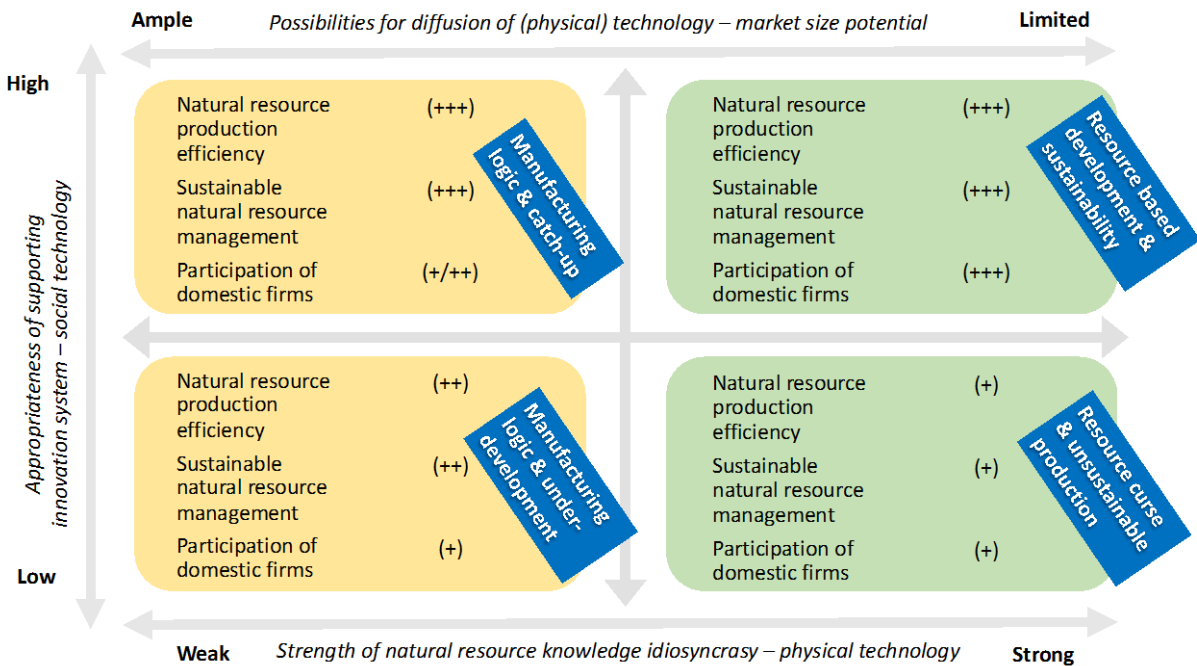 Ample
Possibilities for diffusion of (physical) technology – market size potential
Limited
High
Appropriateness of supporting
innovation system – social technology
Low
Natural resource (+++)
production
efficiency
Sustainable (+++)
natural resource
management
Participation of (+/++)
domestic firms
Manufacturing
logic & catch-up
Natural resource (+++)
production
efficiency
Sustainable (+++)
natural resource
management
Participation of (+++)
domestic firms
Resource based
development &
sustainability
Natural resource (++)
production
efficiency
Sustainable (++)
natural resource
management
Participation of (+)
domestic firms
Manufacturing
logic & under-
development
Natural resource (+)
production
efficiency
Sustainable (+)
natural resource
management
Participation of (+)
domestic firms
Resource curse
& unsustainable
production
Weak
Strength of natural resource knowledge idiosyncrasy – physical technology
Strong